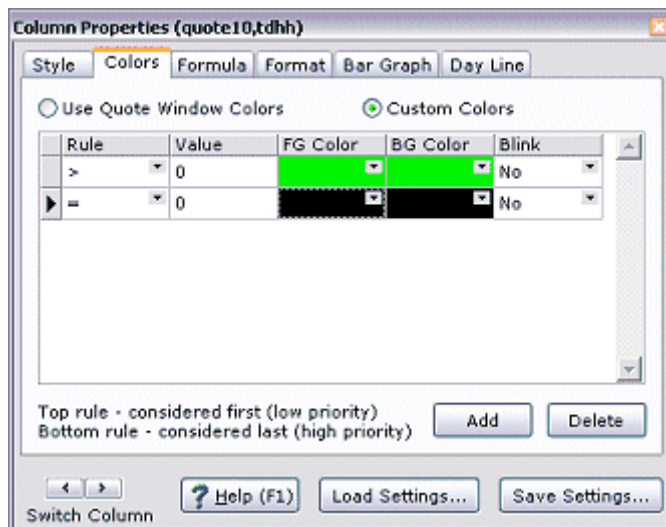 Column Properties (quote10,tdhh)
Style Colors Formula Format Bar Graph Day Line
Use Quote Window Colors Custom Colors
Rule Value FG Color BG Color Blink
> 0 No
= 0 No
Top rule - considered first (low priority)
Bottom rule - considered last (high priority)
Add Delete
Switch Column
? Help (F1) Load Settings... Save Settings...